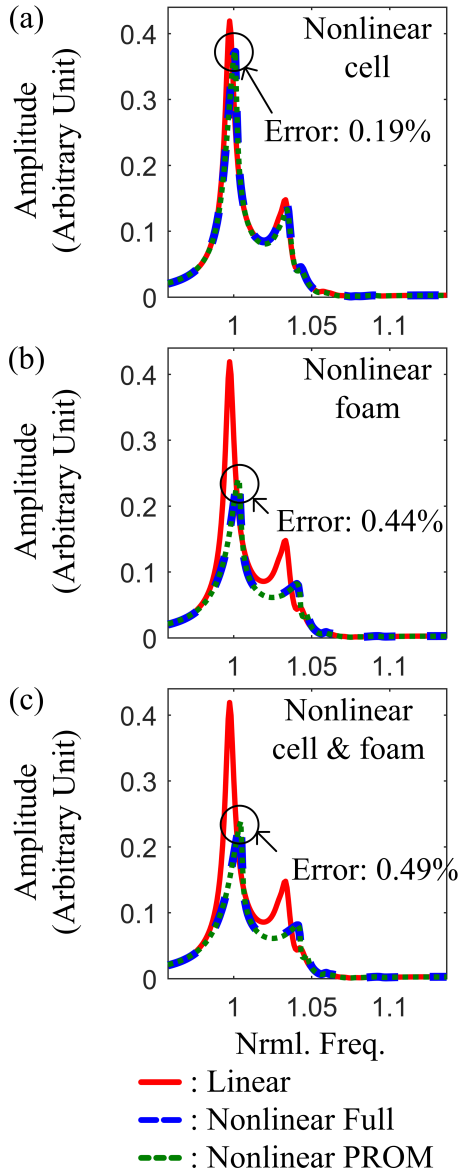 (a)
Nonlinear
cell
Error: 0.19%
Amplitude
(Arbitrary Unit)
0.4
0.3
0.2
0.1
0
1
1.05
1.1
(b)
Nonlinear
foam
Error: 0.44%
Amplitude
(Arbitrary Unit)
0.4
0.3
0.2
0.1
0
1
1.05
1.1
(c)
Nonlinear
cell & foam
Error: 0.49%
Amplitude
(Arbitrary Unit)
0.4
0.3
0.2
0.1
0
1
1.05
1.1
Nrml. Freq.
: Linear
: Nonlinear Full
: Nonlinear PROM